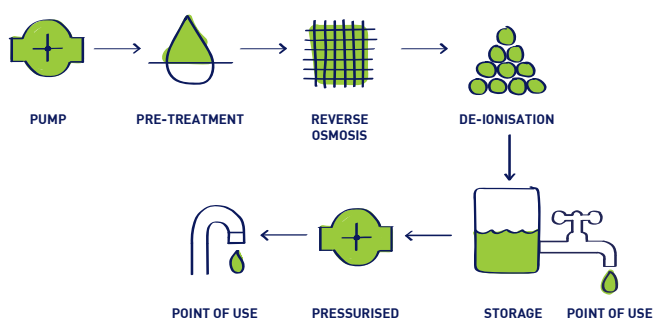 PUMP
PRE-TREATMENT
REVERSE
OSMOSIS
DE-IONISATION
POINT OF USE
PRESSURISED
STORAGE
POINT OF USE